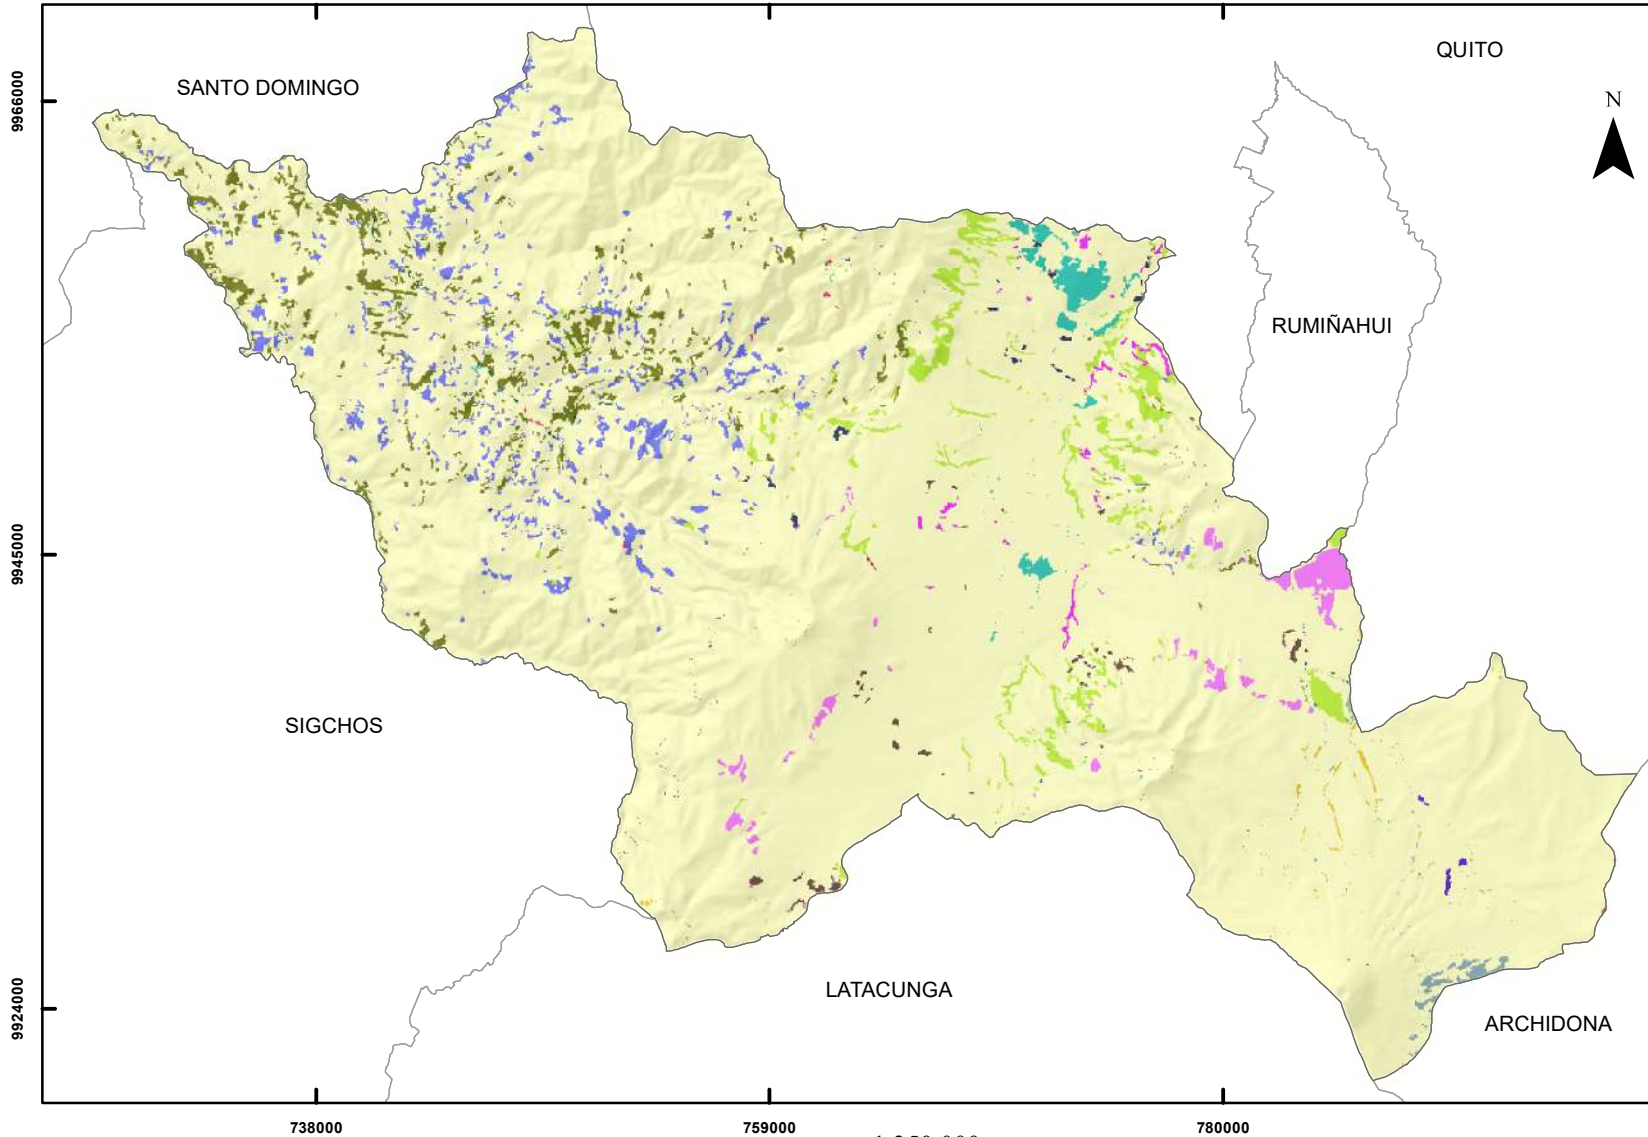 QUITO
SANTO DOMINGO
N
9966000
RUMIÑAHUI
9945000
SIGCHOS
LATACUNGA
9924000
ARCHIDONA
738000
759000
780000